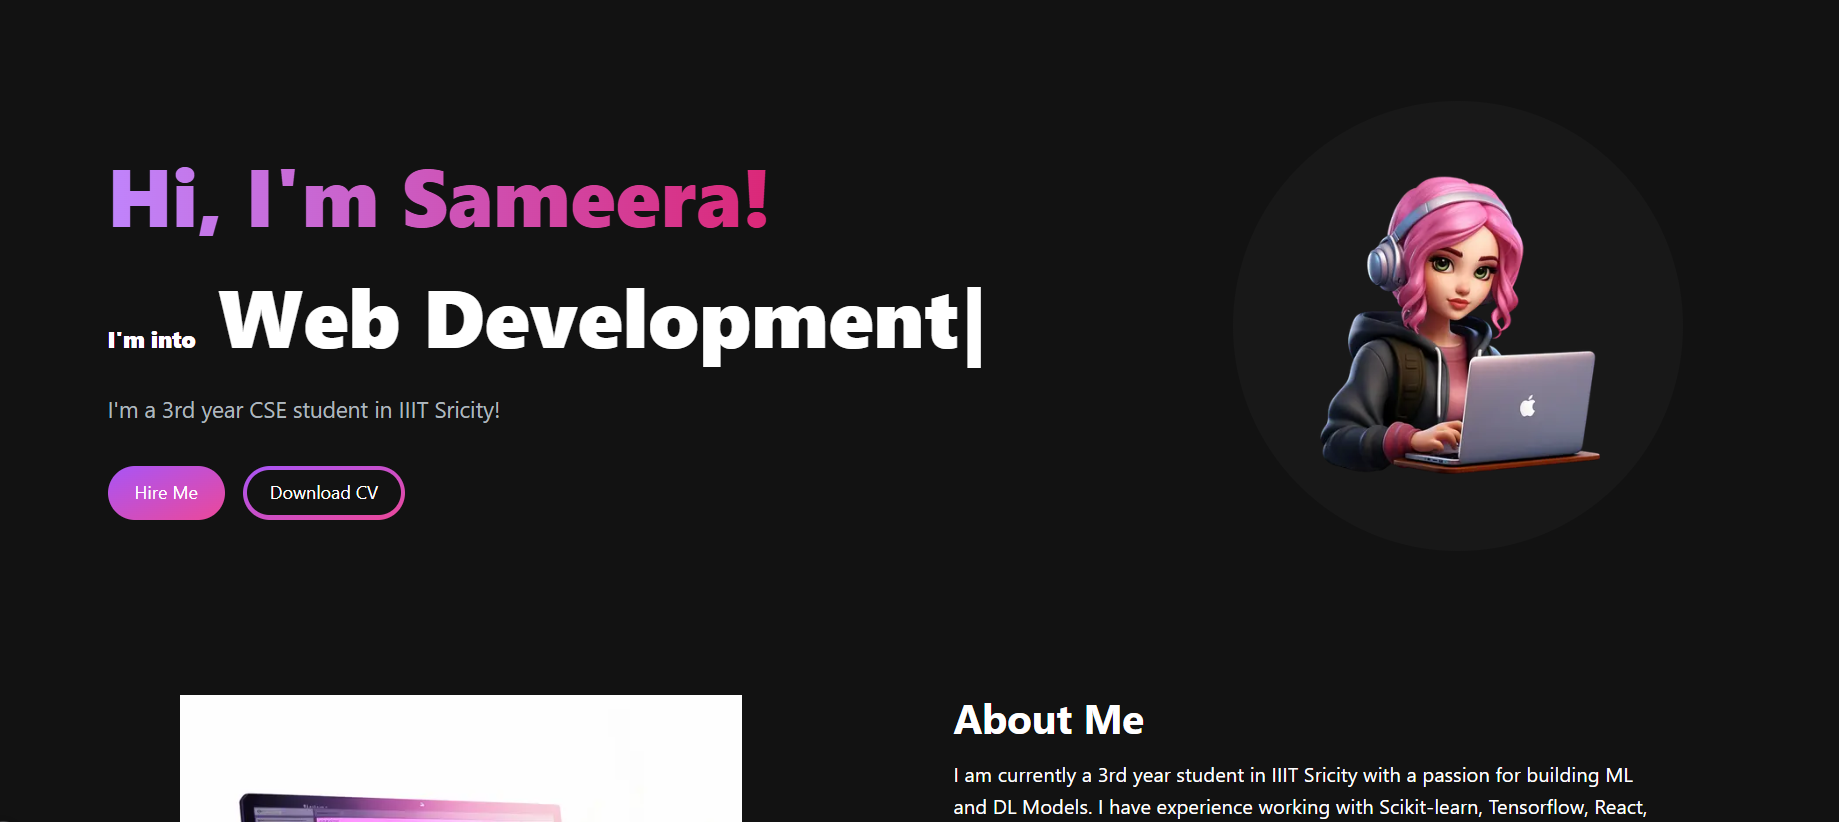 Hi, I'm Sameera!
I'm into Web Development|
I'm a 3rd year CSE student in IIIT Sricity!
Hire Me
Download CV
About Me
I am currently a 3rd year student in IIIT Sricity with a passion for building ML
and DL Models. I have experience working with Scikit-learn, Tensorflow, React,